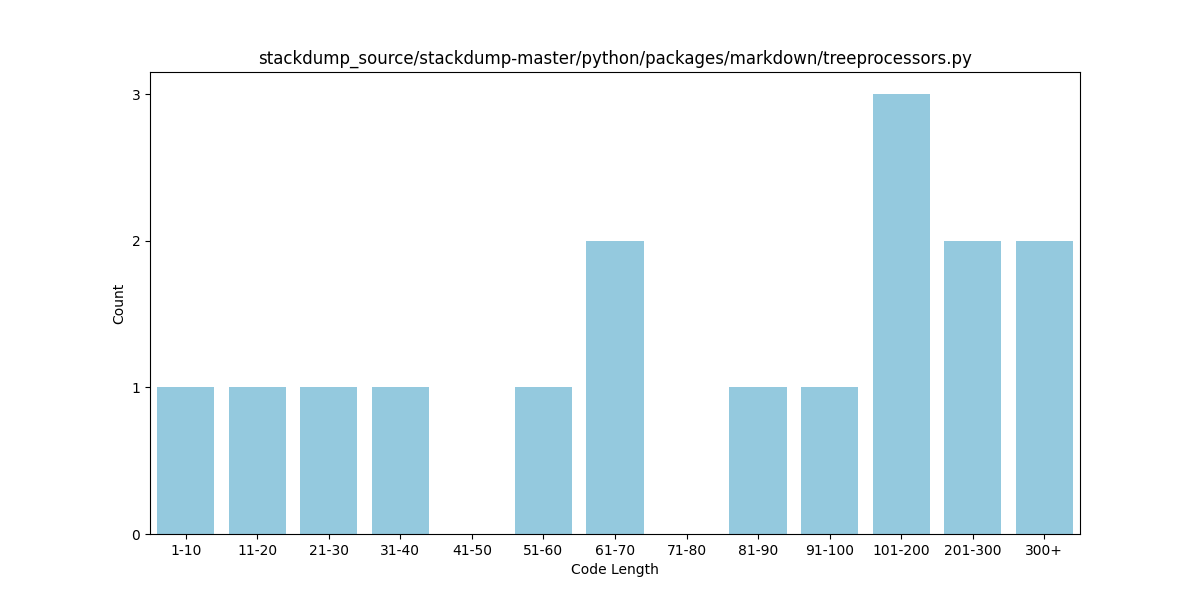 stackdump_source/stackdump-master/python/packages/markdown/treeprocessors.py
3
2
1
0
Count
1-10 11-20 21-30 31-40 41-50 51-60 61-70 71-80 81-90 91-100 101-200 201-300 300+
Code Length